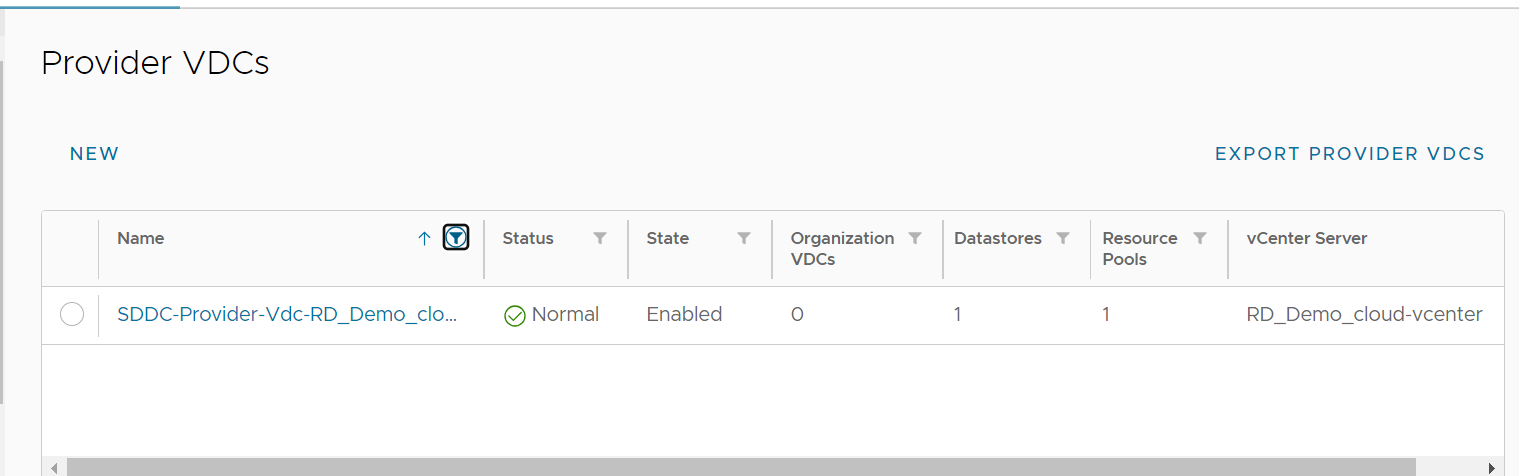 Provider VDCs
NEW
EXPORT PROVIDER VDCS
Name Status State Organization VDCs Datastores Resource Pools vCenter Server
SDDC-Provider-Vdc-RD_Demo_clo... Normal Enabled 0 1 1 RD_Demo_cloud-vcenter